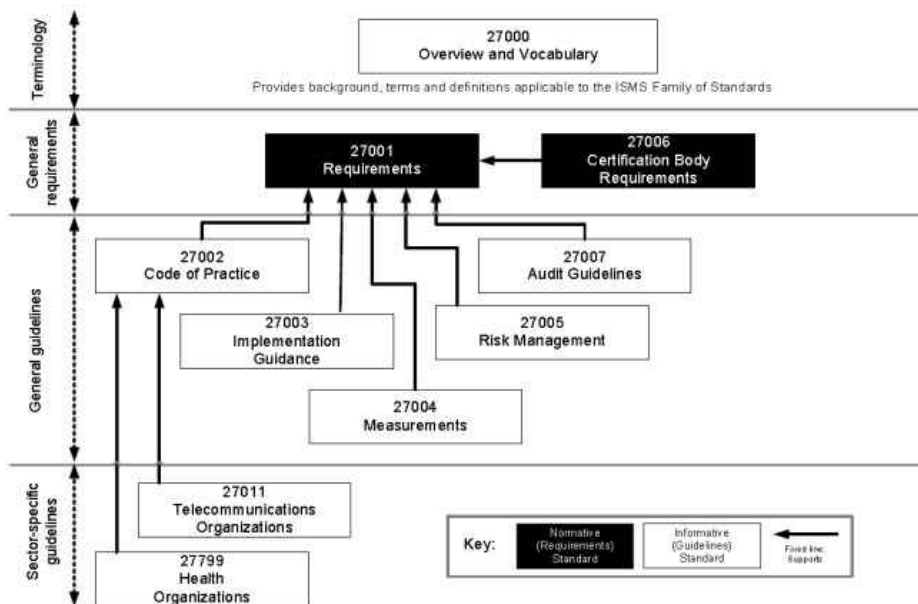 Terminology
27000
Overview and Vocabulary
Provides background, terms and definitions applicable to the ISMS Family of Standards
General
requirements
27001
Requirements
27006
Certification Body
Requirements
General guidelines
27002
Code of Practice
27007
Audit Guidelines
27003
Implementation
Guidance
27005
Risk Management
27004
Measurements
Sector-specific
guidelines
27011
Telecommunications
Organizations
27799
Health
Organizations
Key:
Normative
(Requirements)
Standard
Informative
(Guidelines)
Standard
Fixed line:
Supports